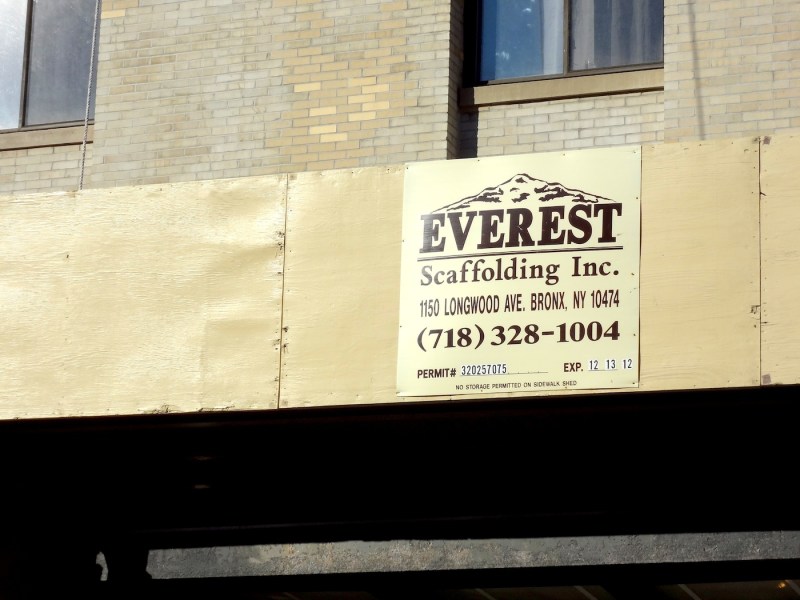 EVEREST
Scaffolding Inc.
1150 LONGWOOD AVE. BRONX, NY 10474
(718) 328-1004
PERMIT# 320257075 EXP. 12 13 12
NO STORAGE PERMITTED ON SIDEWALK SHED